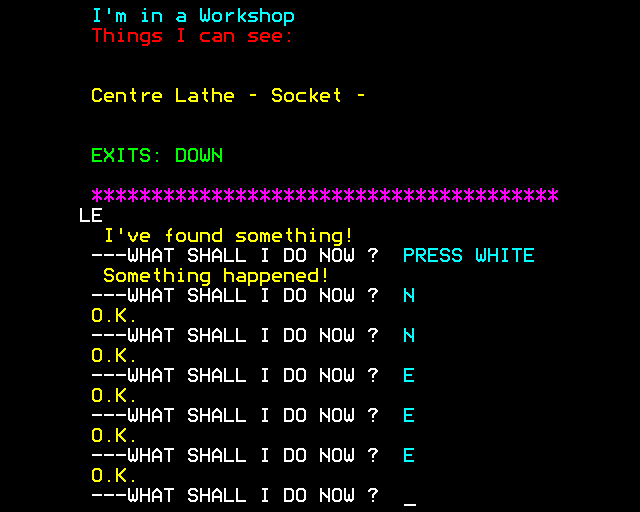 I'm in a Workshop
Things I can see:
Centre Lathe - Socket -
EXITS: DOWN
***************************************
LE
I've found something!
---WHAT SHALL I DO NOW ? PRESS WHITE
Something happened!
---WHAT SHALL I DO NOW ? N
O.K.
---WHAT SHALL I DO NOW ? N
O.K.
---WHAT SHALL I DO NOW ? E
O.K.
---WHAT SHALL I DO NOW ? E
O.K.
---WHAT SHALL I DO NOW ? E
O.K.
---WHAT SHALL I DO NOW ? _